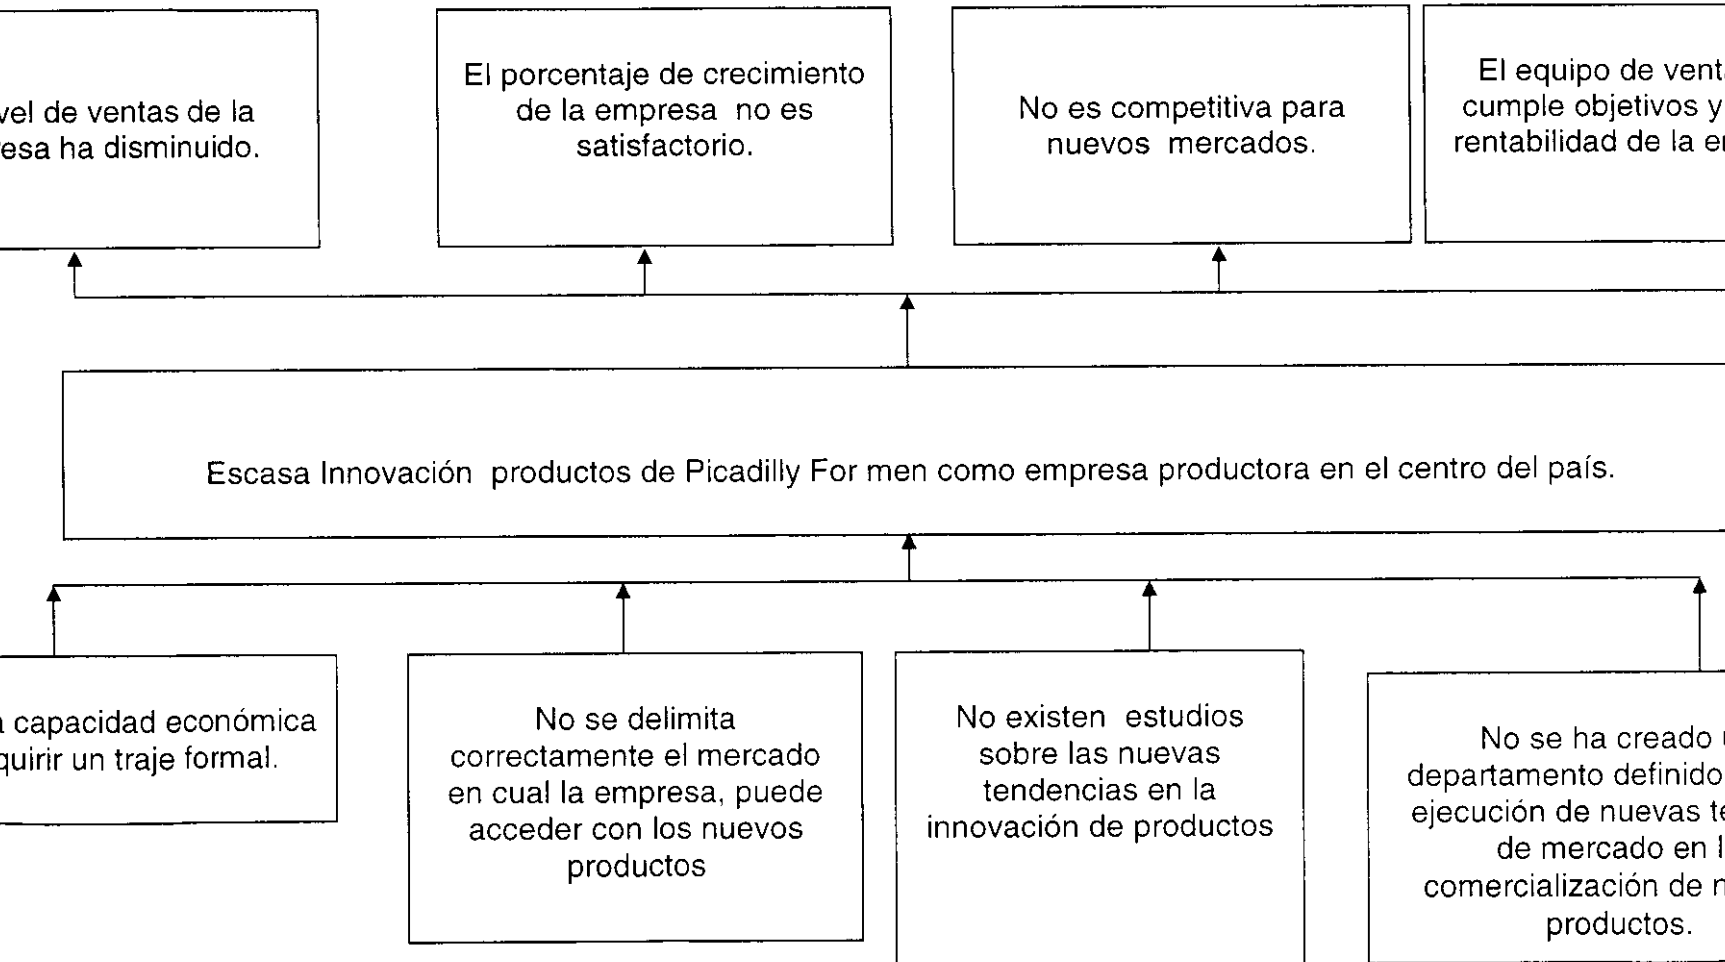 vel de ventas de la
resa ha disminuido.
El porcentaje de crecimiento
de la empresa no es
satisfactorio.
No es competitiva para
nuevos mercados.
El equipo de vent
cumple objetivos y
rentabilidad de la
Escasa Innovación productos de Picadilly For men como empresa productora en el centro del país.
capacidad económica
quirir un traje formal.
No se delimita
correctamente el mercado
en cual la empresa, puede
acceder con los nuevos
productos
No existen estudios
sobre las nuevas
tendencias en la
innovación de productos
No se ha creado
departamento definido
ejecución de nuevas te
de mercado en l
comercialización de n
productos.